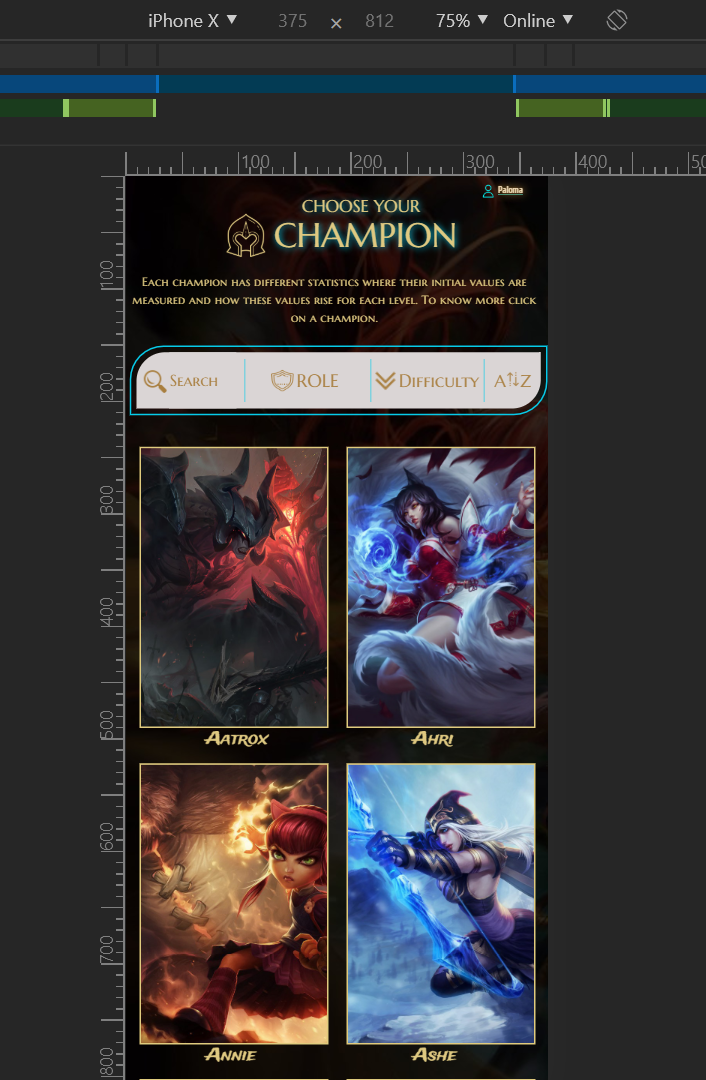 iPhone X ▼ 375 × 812 75% ▼ Online ▼
100 200 300 400 50
100
200
300
400
500
600
700
800
Paloma
CHOOSE YOUR
CHAMPION
Each champion has different statistics where their initial values are
measured and how these values rise for each level. To know more click
on a champion.
Search ROLE Difficulty A↑↓Z
Aatrox Ahri
Annie Ashe